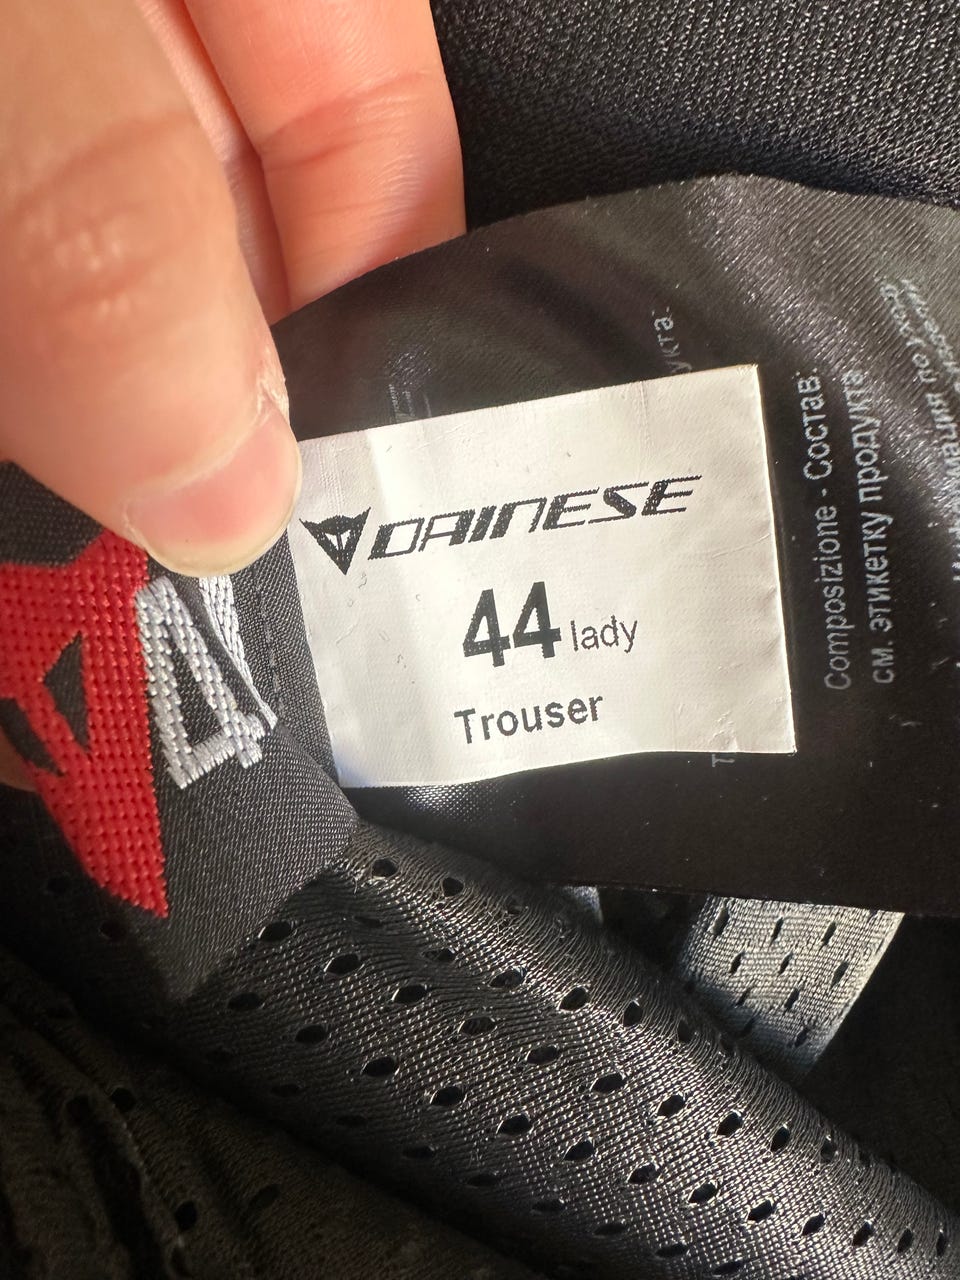 DAINESE
44 lady
Trouser
Composizione - Состав:
см. этикетку продукта